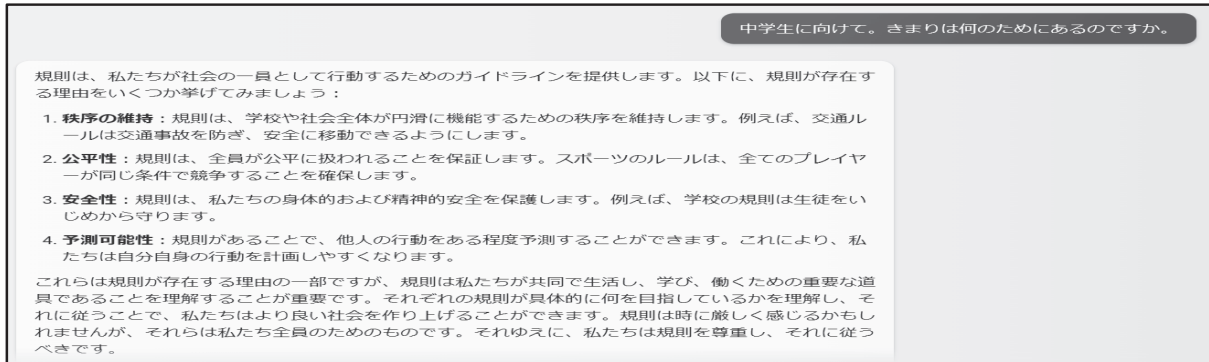 中学生に向けて。きまりは何のためにあるのですか。
規則は、私たちが社会の一員として行動するためのガイドラインを提供します。以下に、規則が存在す
る理由をいくつか挙げてみましょう：
1. 秩序の維持：規則は、学校や社会全体が円滑に機能するための秩序を維持します。例えば、交通ル
ールは交通事故を防ぎ、安全に移動できるようにします。
2. 公平性：規則は、全員が公平に扱われることを保証します。スポーツのルールは、全てのプレイヤ
ーが同じ条件で競争することを確保します。
3. 安全性：規則は、私たちの身体的および精神的安全を保護します。例えば、学校の規則は生徒をい
じめから守ります。
4. 予測可能性：規則があることで、他人の行動をある程度予測することができます。これにより、私
たちは自分自身の行動を計画しやすくなります。
これらは規則が存在する理由の一部ですが、規則は私たちが共同で生活し、学び、働くための重要な道
具であることを理解することが重要です。それぞれの規則が具体的に何を目指しているかを理解し、そ
れに従うことで、私たちはより良い社会を作り上げることができます。規則は時に厳しく感じるかもし
れませんが、それらは私たち全員のためのものです。それゆえに、私たちは規則を尊重し、それに従う
べきです。